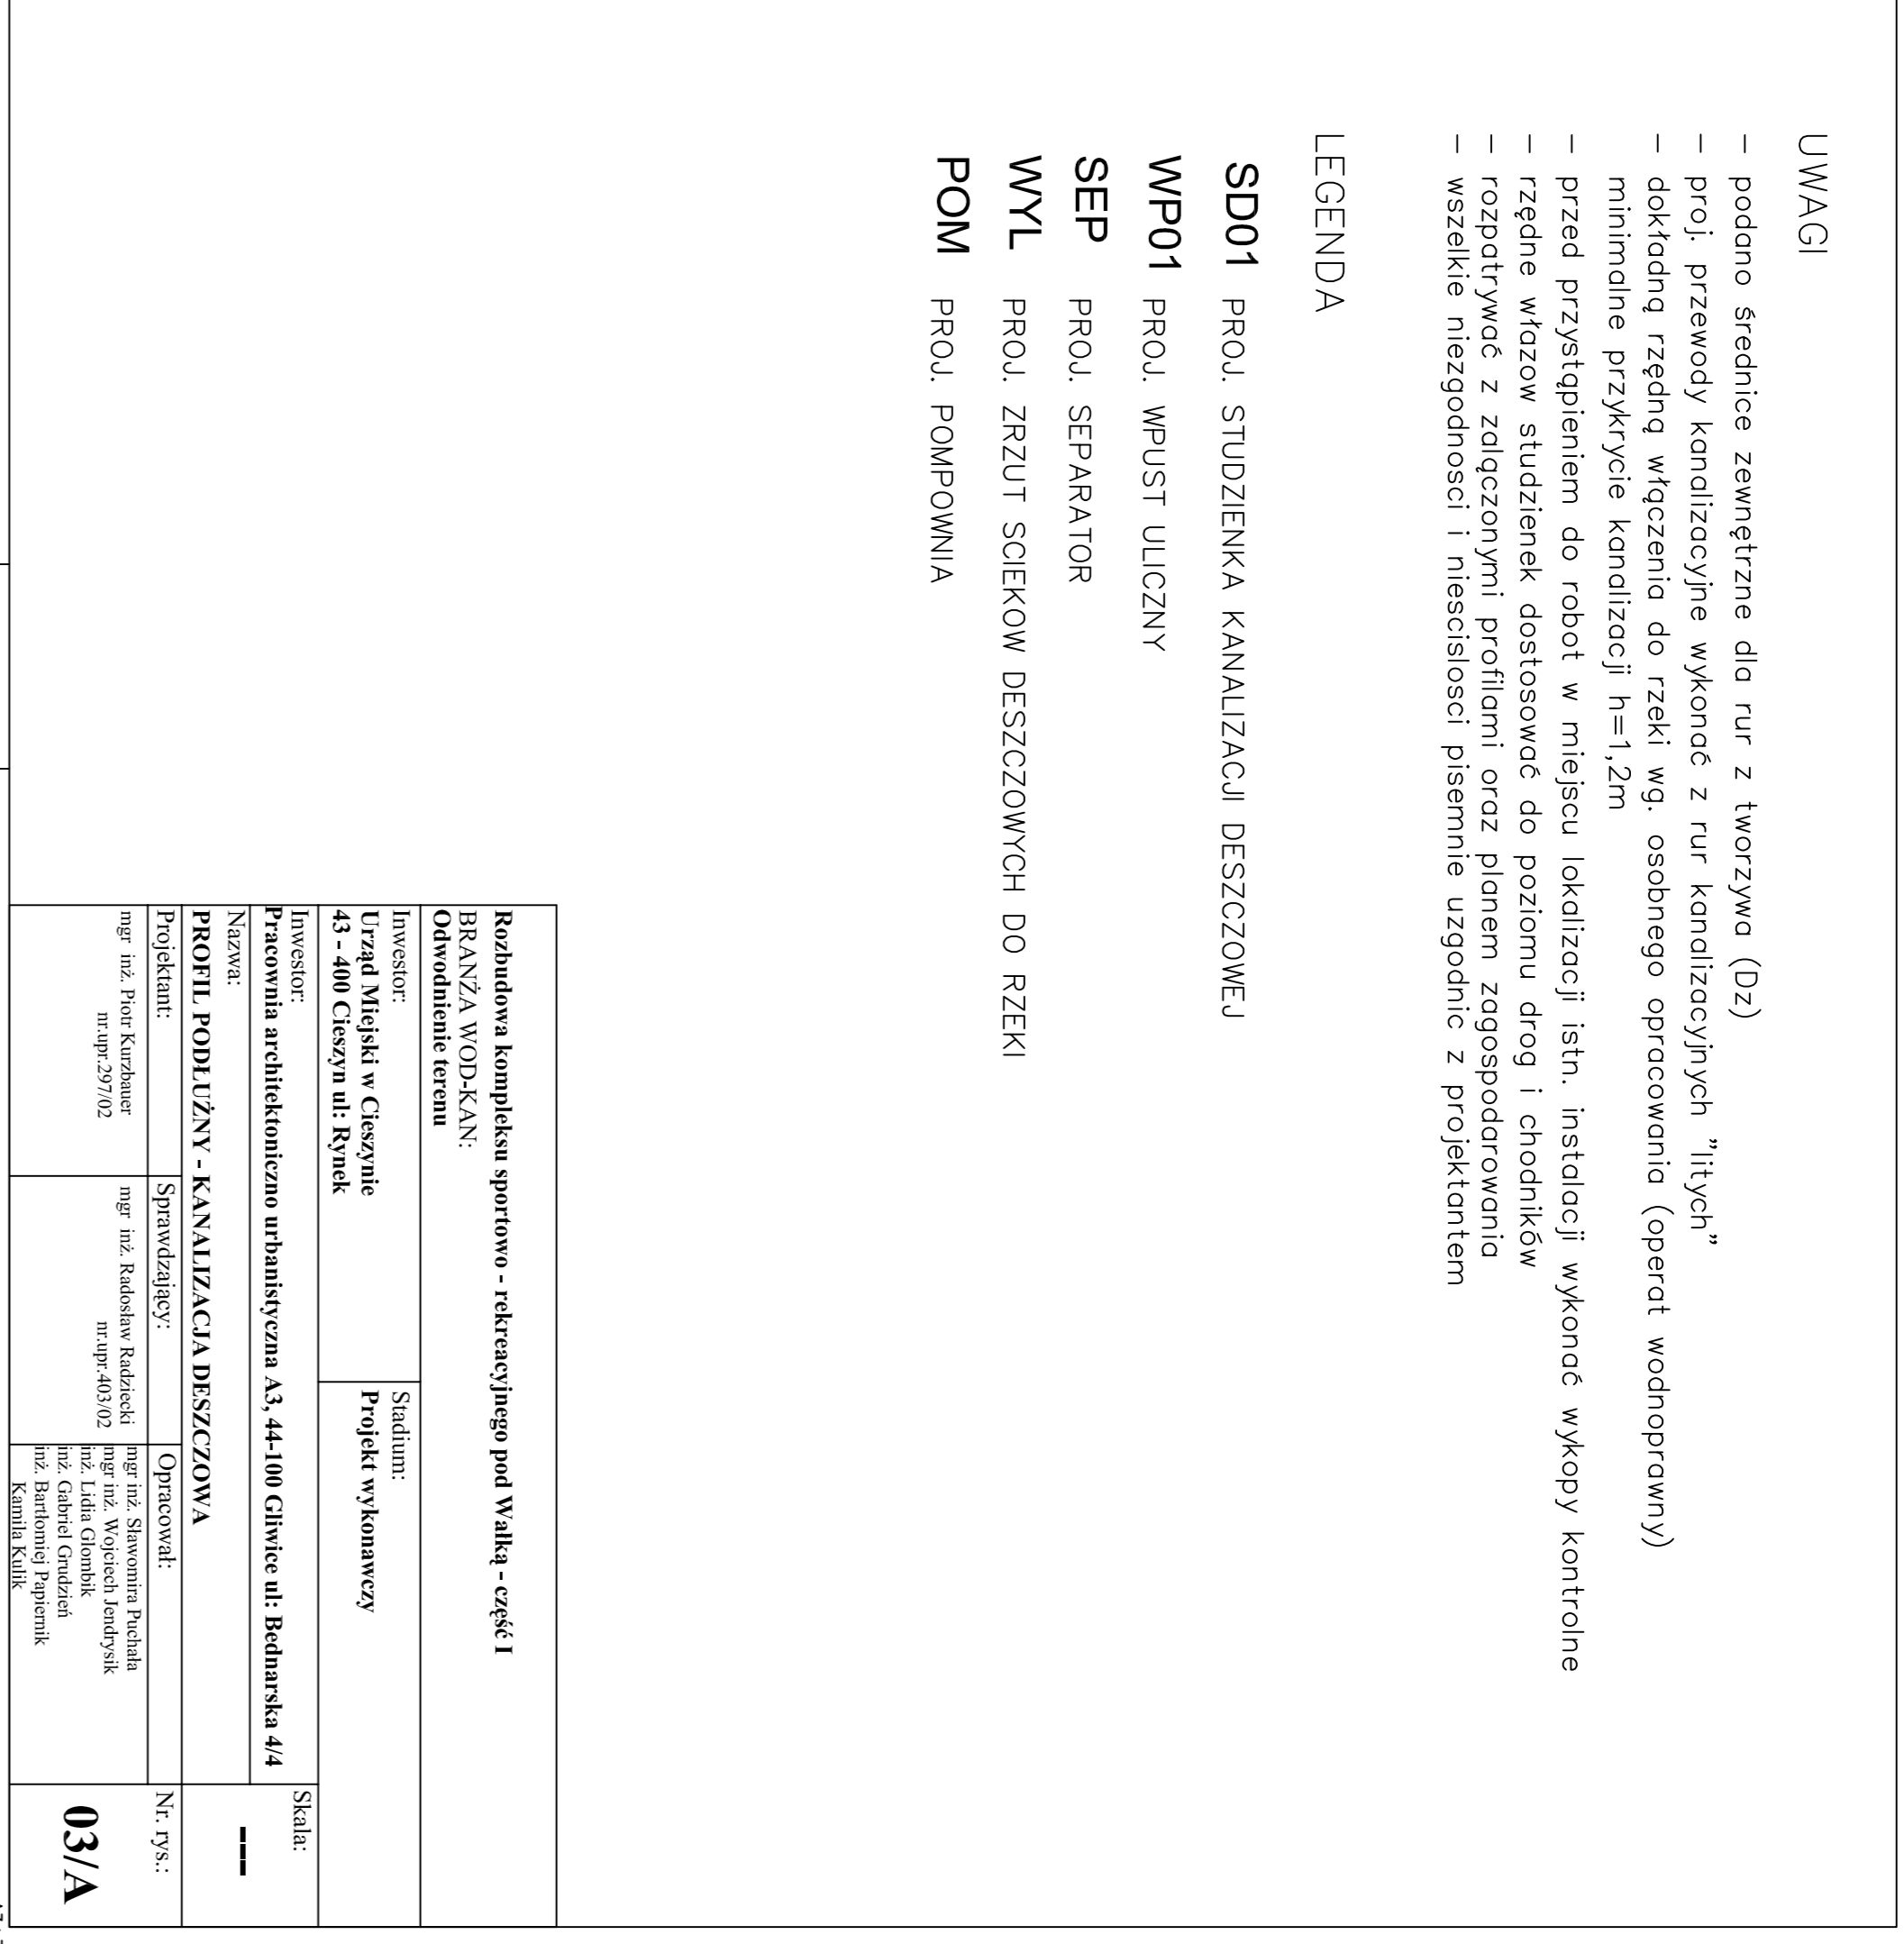 UWAGI
- podano średnice zewnętrzne dla rur z tworzywa (Dz)
- proj. przewody kanalizacyjne wykonać z rur kanalizacyjnych "litych"
- dokładną rzędną włączenia do rzeki wg. osobnego opracowania (operat wodnoprawny)
minimalne przykrycie kanalizacji h=1,2m
- przed przystąpieniem do robot w miejscu lokalizacji istn. instalacji wykonać wykopy kontrolne
- rzędne włazow studzienek dostosować do poziomu drog i chodników
- rozpatrywać z zalączonymi profilami oraz planem zagospodarowania
- wszelkie niezgodnosci i niescislosci pisemnie uzgodnic z projektantem
LEGENDA
SD01 PROJ. STUDZIENKA KANALIZACJI DESZCZOWEJ
WP01 PROJ. WPUST ULICZNY
SEP PROJ. SEPARATOR
WYL PROJ. ZRZUT SCIEKOW DESZCZOWYCH DO RZEKI
POM PROJ. POMPOWNIA
Rozbudowa kompleksu sportowo - rekreacyjnego pod Wałką - część I
BRANŻA WOD-KAN:
Odwodnienie terenu
Inwestor:
Urząd Miejski w Cieszynie
43 - 400 Cieszyn ul: Rynek
Stadium:
Projekt wykonawczy
Inwestor:
Pracownia architektoniczno urbanistyczna A3, 44-100 Gliwice ul: Bednarska 4/4
Skala:
---
Nazwa:
PROFIL PODŁUŻNY - KANALIZACJA DESZCZOWA
Projektant:
mgr inż. Piotr Kurzbauer
nr.upr.297/02
Sprawdzający:
mgr inż. Radosław Radziecki
nr.upr.403/02
Opracował:
mgr inż. Sławomira Puchała
mgr inż. Wojciech Jendrysik
inż. Lidia Glombik
inż. Gabriel Grudzień
inż. Bartłomiej Papiernik
Kamila Kulik
Nr. rys.:
03/A